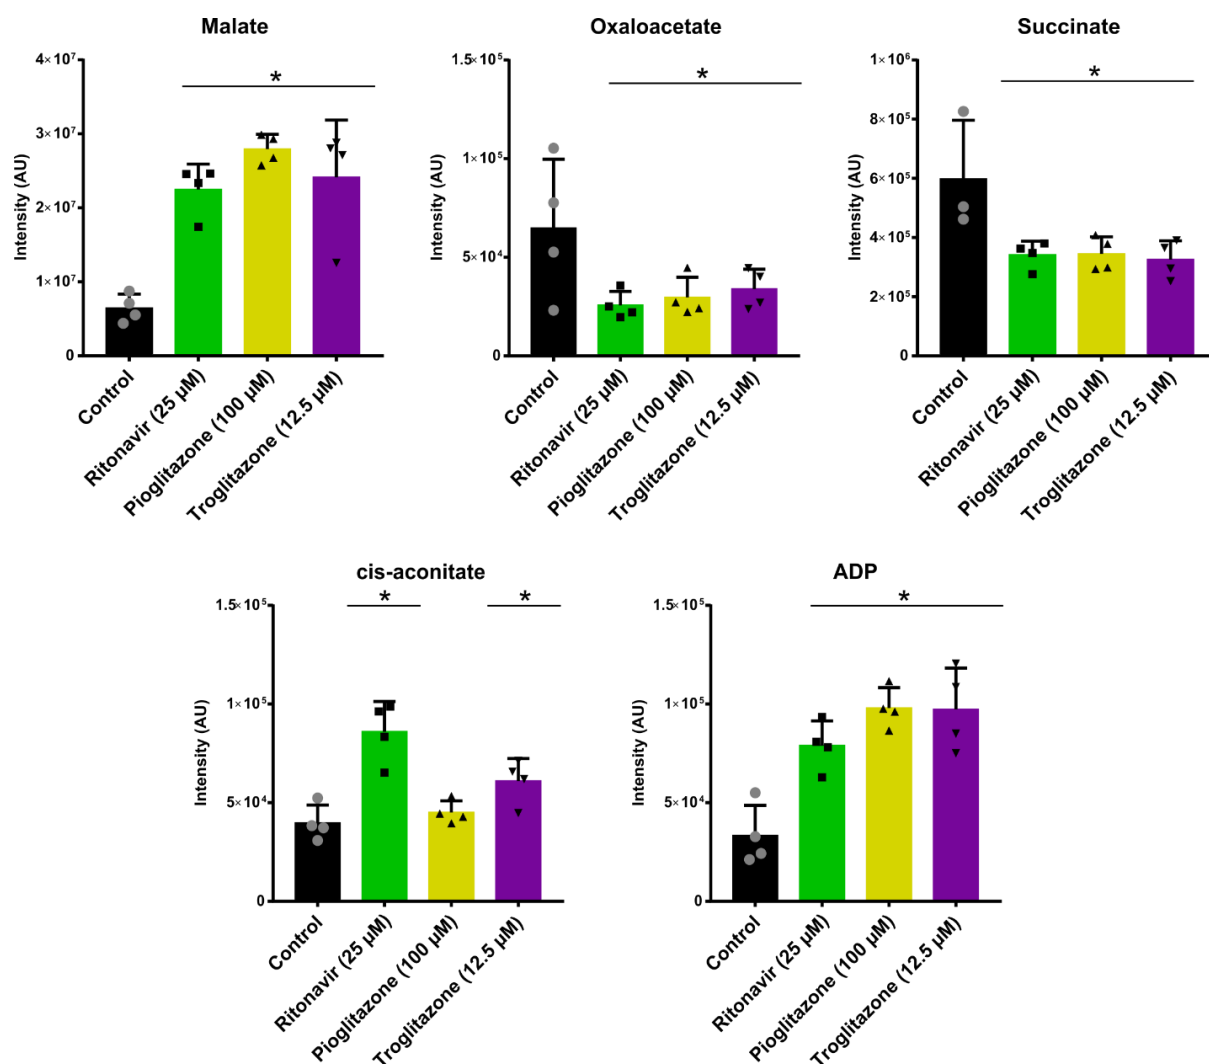 Malate
Intensity (AU)
4×10⁷
3×10⁷
2×10⁷
1×10⁷
0
*
Control
Ritonavir (25 µM)
Pioglitazone (100 µM)
Troglitazone (12.5 µM)
Oxaloacetate
Intensity (AU)
1.5×10⁵
1×10⁵
5×10⁴
0
*
Control
Ritonavir (25 µM)
Pioglitazone (100 µM)
Troglitazone (12.5 µM)
Succinate
Intensity (AU)
1×10⁶
8×10⁵
6×10⁵
4×10⁵
2×10⁵
0
*
Control
Ritonavir (25 µM)
Pioglitazone (100 µM)
Troglitazone (12.5 µM)
cis-aconitate
Intensity (AU)
1.5×10⁵
1×10⁵
5×10⁴
0
*
*
Control
Ritonavir (25 µM)
Pioglitazone (100 µM)
Troglitazone (12.5 µM)
ADP
Intensity (AU)
1.5×10⁵
1×10⁵
5×10⁴
0
*
Control
Ritonavir (25 µM)
Pioglitazone (100 µM)
Troglitazone (12.5 µM)